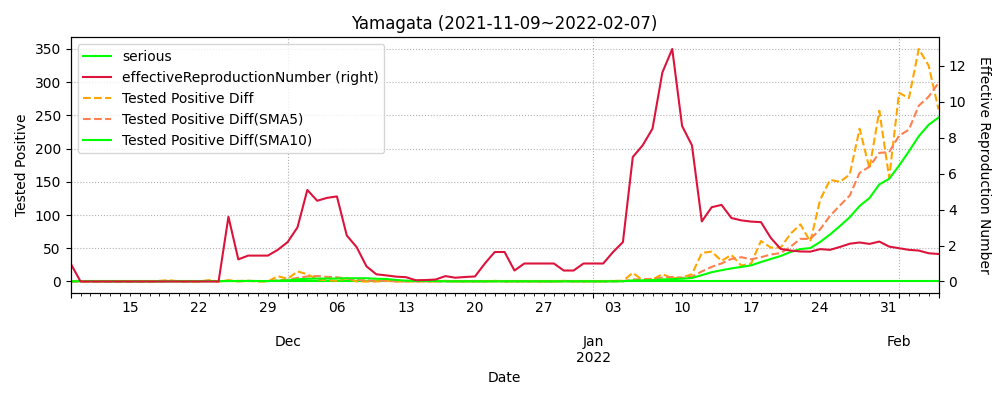 Yamagata (2021-11-09~2022-02-07)
serious
effectiveReproductionNumber (right)
Tested Positive Diff
Tested Positive Diff(SMA5)
Tested Positive Diff(SMA10)
Tested Positive
350
300
250
200
150
100
50
0
Effective Reproductive Number
12
10
8
6
4
2
0
15 22 29 06 13 20 27 03 10 17 24 31
Dec Jan Feb
2022
Date